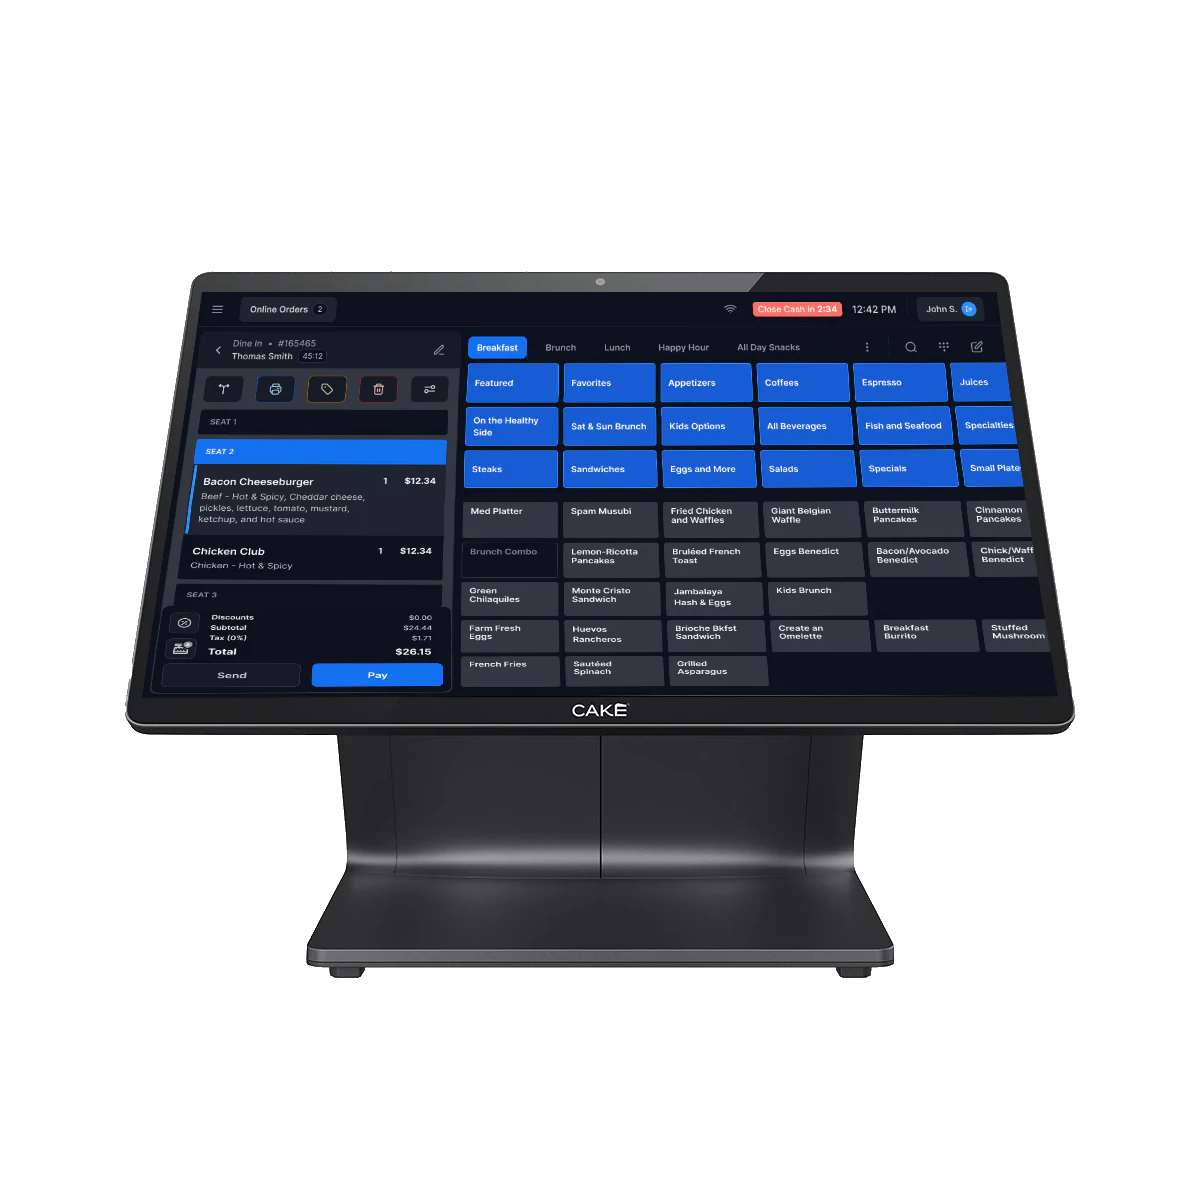 Online Orders 2
Close Cash In 2:34
12:42 PM
John S.
Dine In • #165465
Thomas Smith 45:12
SEAT 1
SEAT 2
Bacon Cheeseburger 1 $12.34
Beef - Hot & Spicy, Cheddar cheese,
pickles, lettuce, tomato, mustard,
ketchup, and hot sauce
Chicken Club 1 $12.34
Chicken - Hot & Spicy
SEAT 3
Discounts $0.00
Subtotal $24.44
Tax (0%) $1.71
Total $26.15
Send
Pay
Breakfast Brunch Lunch Happy Hour All Day Snacks
Featured
Favorites
Appetizers
Coffees
Espresso
Juices
On the Healthy
Side
Sat & Sun Brunch
Kids Options
All Beverages
Fish and Seafood
Specialties
Steaks
Sandwiches
Eggs and More
Salads
Specials
Small Plate
Med Platter
Spam Musubi
Fried Chicken
and Waffles
Giant Belgian
Waffle
Buttermilk
Pancakes
Cinnamon
Pancakes
Brunch Combo
Lemon-Ricotta
Pancakes
Bruléed French
Toast
Eggs Benedict
Bacon/Avocado
Benedict
Chick/Waff
Benedict
Green
Chilaquiles
Monte Cristo
Sandwich
Jambalaya
Hash & Eggs
Kids Brunch
Farm Fresh
Eggs
Huevos
Rancheros
Brioche Bkfst
Sandwich
Create an
Omelette
Breakfast
Burrito
Stuffed
Mushroom
French Fries
Sautéed
Spinach
Grilled
Asparagus
CAKE